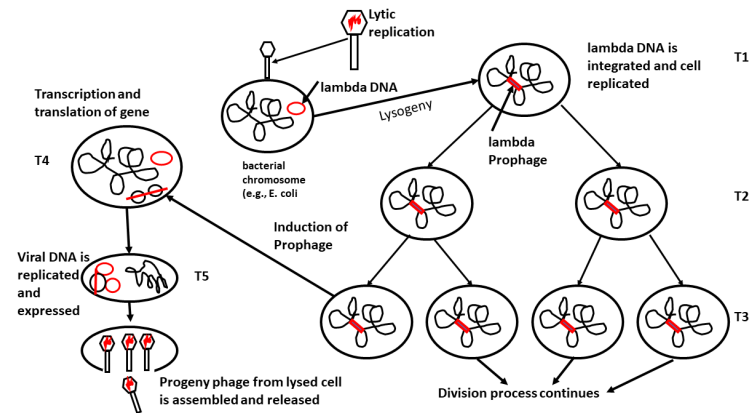 Lytic
replication
lambda DNA is
integrated and cell
replicated
T1
Transcription and
translation of gene
lambda DNA
Lysogeny
lambda
Prophage
T4
bacterial
chromosome
(e.g., E. coli
T2
Induction of
Prophage
Viral DNA is
replicated
and
expressed
T5
T3
Progeny phage from lysed cell
is assembled and released
Division process continues